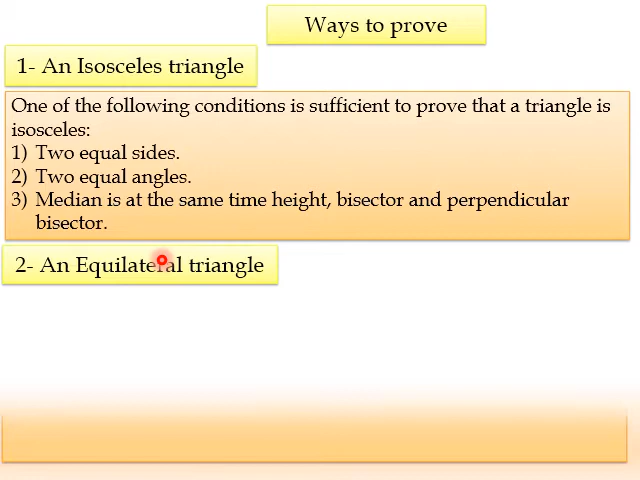 Ways to prove
1- An Isosceles triangle
One of the following conditions is sufficient to prove that a triangle is
isosceles:
1) Two equal sides.
2) Two equal angles.
3) Median is at the same time height, bisector and perpendicular
bisector.
2- An Equilateral triangle